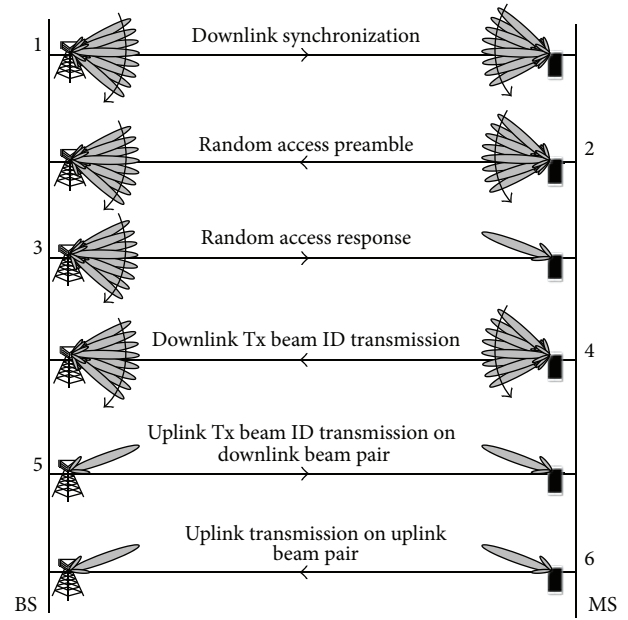 1
Downlink synchronization
Random access preamble
2
3
Random access response
Downlink Tx beam ID transmission
4
Uplink Tx beam ID transmission on
downlink beam pair
5
Uplink transmission on uplink
beam pair
6
BS
MS